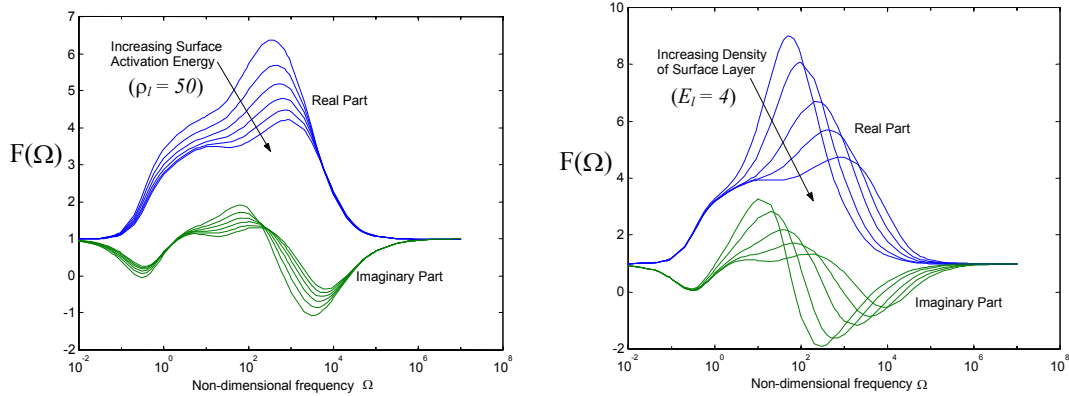 7
6
5
4
3
2
1
0
-1
-2
F(Ω)
Increasing Surface
Activation Energy
(ρl = 50)
Real Part
Imaginary Part
10-2
100
102
104
106
108
Non-dimensional frequency Ω
10
8
6
4
2
0
-2
F(Ω)
Increasing Density
of Surface Layer
(El = 4)
Real Part
Imaginary Part
10-2
100
102
104
106
108
Non-dimensional frequency Ω